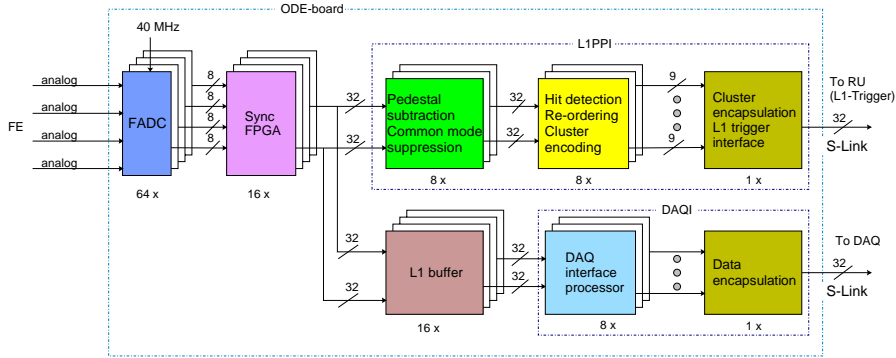 ODE-board
40 MHz
L1PPI
analog
analog
analog
analog
FE
FADC
64 x
8
8
8
8
Sync
FPGA
16 x
32
32
Pedestal
subtraction
Common mode
suppression
8 x
32
32
Hit detection
Re-ordering
Cluster
encoding
8 x
9
9
Cluster
encapsulation
L1 trigger
interface
1 x
To RU
(L1-Trigger)
32
S-Link
DAQI
32
32
L1 buffer
16 x
32
32
DAQ
interface
processor
8 x
Data
encapsulation
1 x
To DAQ
32
S-Link